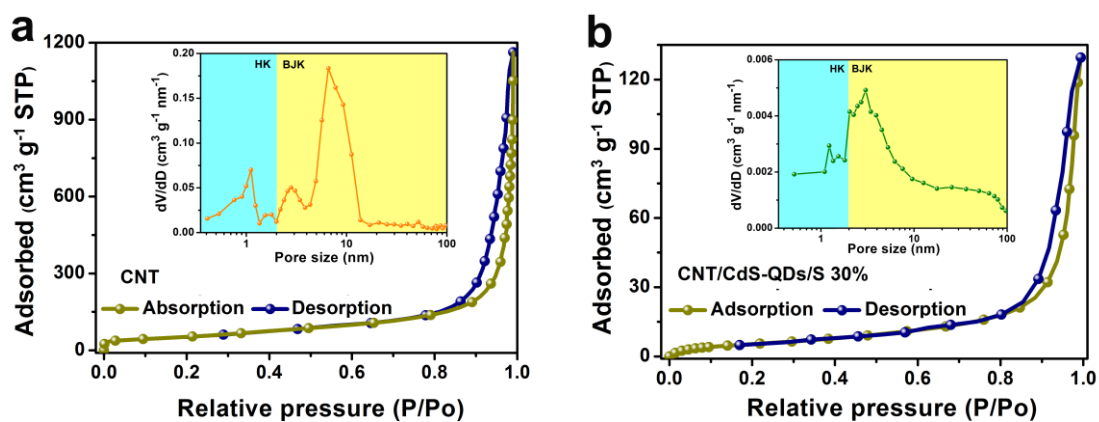 a
1200
900
600
300
0
0.0 0.2 0.4 0.6 0.8 1.0
Adsorbed (cm³ g⁻¹ STP)
Relative pressure (P/Po)
CNT
Absorption Desorption
HK BJK
0.20
0.15
0.10
0.05
0.00
1 10 100
dV/dD (cm³ g⁻¹ nm⁻¹)
Pore size (nm)
b
120
90
60
30
0
0.0 0.2 0.4 0.6 0.8 1.0
Adsorbed (cm³ g⁻¹ STP)
Relative pressure (P/Po)
CNT/CdS-QDs/S 30%
Adsorption Desorption
HK BJK
0.006
0.004
0.002
0.000
1 10 100
dV/dD (cm³ g⁻¹ nm⁻¹)
Pore size (nm)